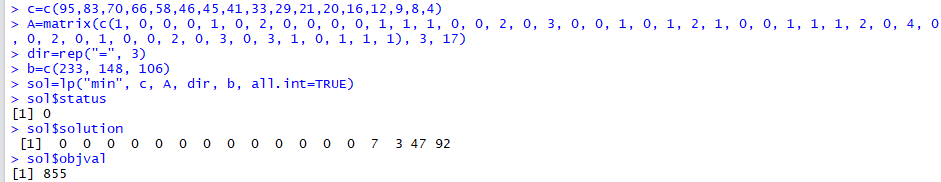 > c=c(95,83,70,66,58,46,45,41,33,29,21,20,16,12,9,8,4)
> A=matrix(c(1, 0, 0, 0, 1, 0, 2, 0, 0, 0, 0, 1, 1, 1, 0, 0, 2, 0, 3, 0, 0, 1, 0, 1, 2, 1, 0, 0, 1, 1, 1, 2, 0, 4, 0
, 0, 2, 0, 1, 0, 0, 2, 0, 3, 0, 3, 1, 0, 1, 1, 1), 3, 17)
> dir=rep("=", 3)
> b=c(233, 148, 106)
> sol=lp("min", c, A, dir, b, all.int=TRUE)
> sol$status
[1] 0
> sol$solution
[1] 0 0 0 0 0 0 0 0 0 0 0 0 0 7 3 47 92
> sol$objval
[1] 855